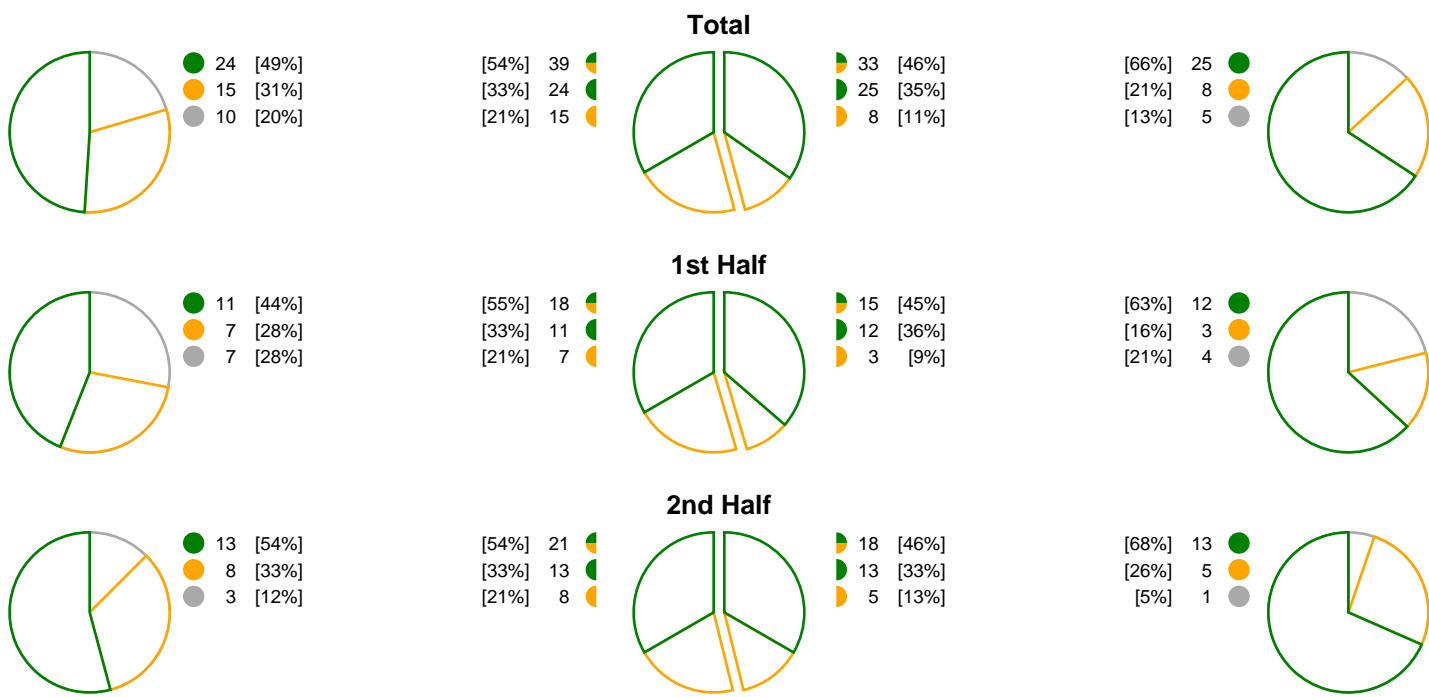 Total
24 [49%] [54%] 39 33 [46%] [66%] 25
15 [31%] [33%] 24 25 [35%] [21%] 8
10 [20%] [21%] 15 8 [11%] [13%] 5
1st Half
11 [44%] [55%] 18 15 [45%] [63%] 12
7 [28%] [33%] 11 12 [36%] [16%] 3
7 [28%] [21%] 7 3 [9%] [21%] 4
2nd Half
13 [54%] [54%] 21 18 [46%] [68%] 13
8 [33%] [33%] 13 13 [33%] [26%] 5
3 [12%] [21%] 8 5 [13%] [5%] 1